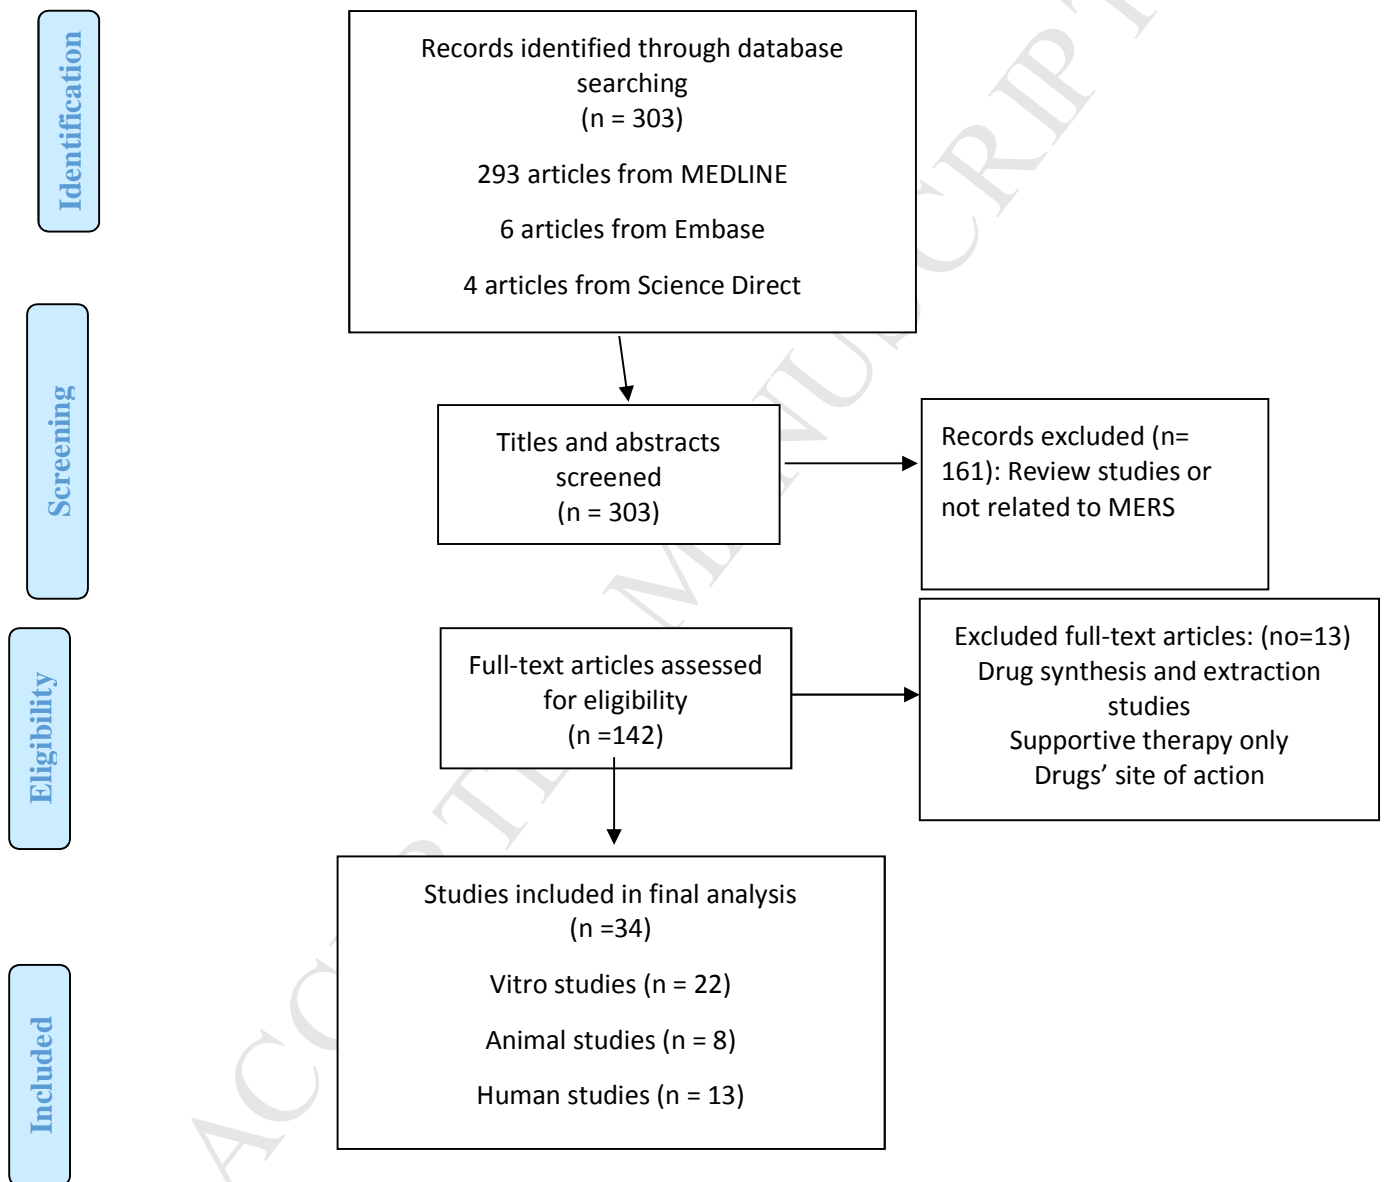 Identification
Records identified through database
searching
(n = 303)
293 articles from MEDLINE
6 articles from Embase
4 articles from Science Direct
Screening
Titles and abstracts
screened
(n = 303)
Records excluded (n=
161): Review studies or
not related to MERS
Eligibility
Full-text articles assessed
for eligibility
(n =142)
Excluded full-text articles: (no=13)
Drug synthesis and extraction
studies
Supportive therapy only
Drugs’ site of action
Included
Studies included in final analysis
(n =34)
Vitro studies (n = 22)
Animal studies (n = 8)
Human studies (n = 13)
ACCEPTED MANUSCRIPT